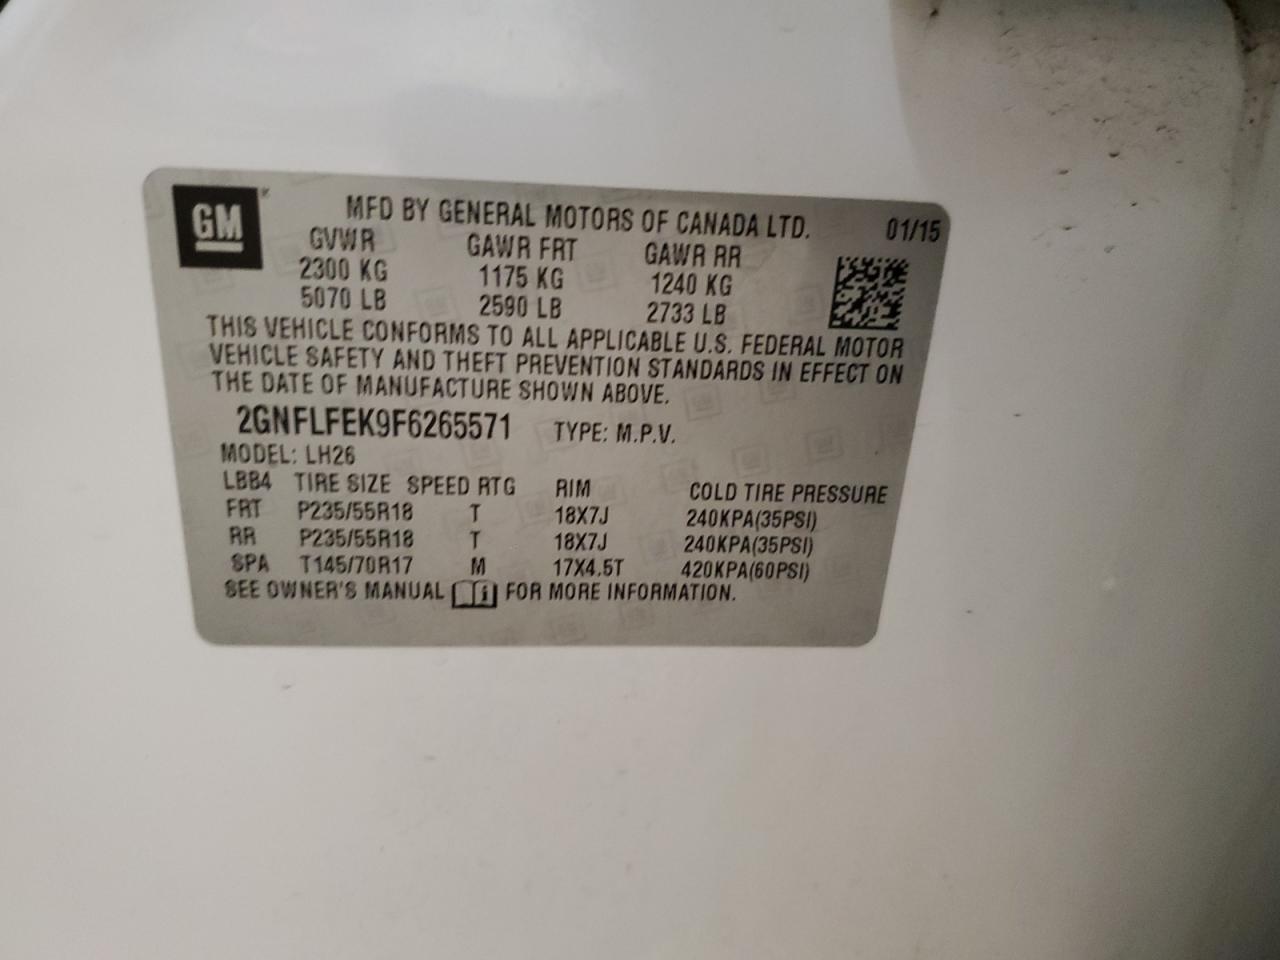 GM
MFD BY GENERAL MOTORS OF CANADA LTD. 01/15
GVWR GAWR FRT GAWR RR
2300 KG 1175 KG 1240 KG
5070 LB 2590 LB 2733 LB
THIS VEHICLE CONFORMS TO ALL APPLICABLE U.S. FEDERAL MOTOR
VEHICLE SAFETY AND THEFT PREVENTION STANDARDS IN EFFECT ON
THE DATE OF MANUFACTURE SHOWN ABOVE.
2GNFLFEK9F6265571 TYPE: M.P.V.
MODEL: LH26
LBB4 TIRE SIZE SPEED RTG RIM COLD TIRE PRESSURE
FRT P235/55R18 T 18X7J 240KPA(35PSI)
RR P235/55R18 T 18X7J 240KPA(35PSI)
SPA T145/70R17 M 17X4.5T 420KPA(60PSI)
SEE OWNER'S MANUAL i FOR MORE INFORMATION.